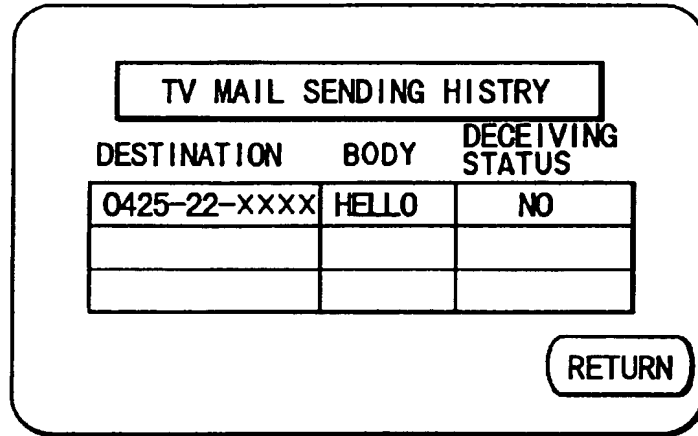 TV MAIL SENDING HISTRY
DESTINATION BODY DECEIVING STATUS
0425-22-XXXX HELLO NO
RETURN